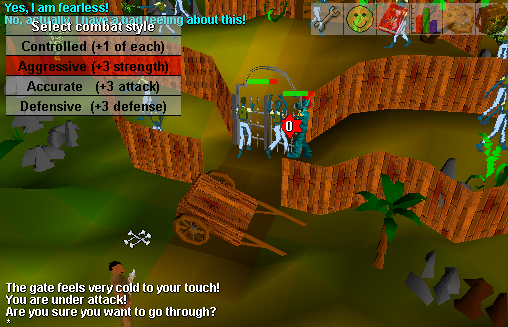 Yes, I am fearless!
No, actually, I have a bad feeling about this!
Select combat style
Controlled (+1 of each)
Aggressive (+3 strength)
Accurate (+3 attack)
Defensive (+3 defense)
0
The gate feels very cold to your touch!
You are under attack!
Are you sure you want to go through?
*